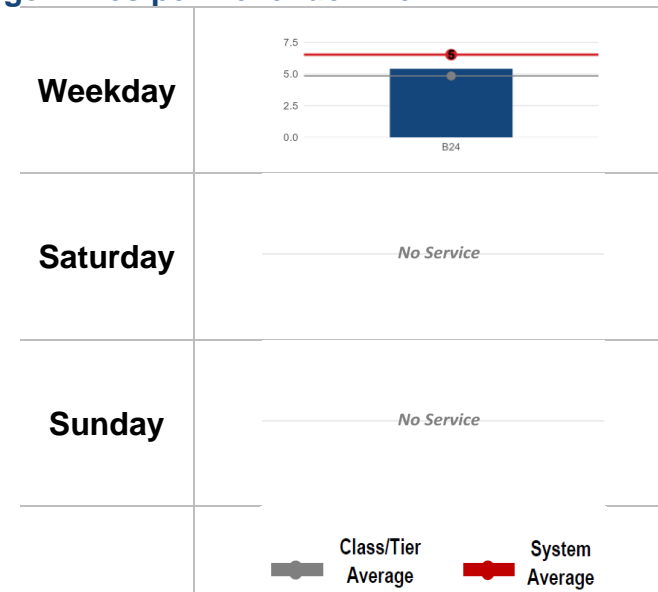 Weekday
7.5
5.0
2.5
0.0
5
B24
Saturday
No Service
Sunday
No Service
Class/Tier
Average
System
Average